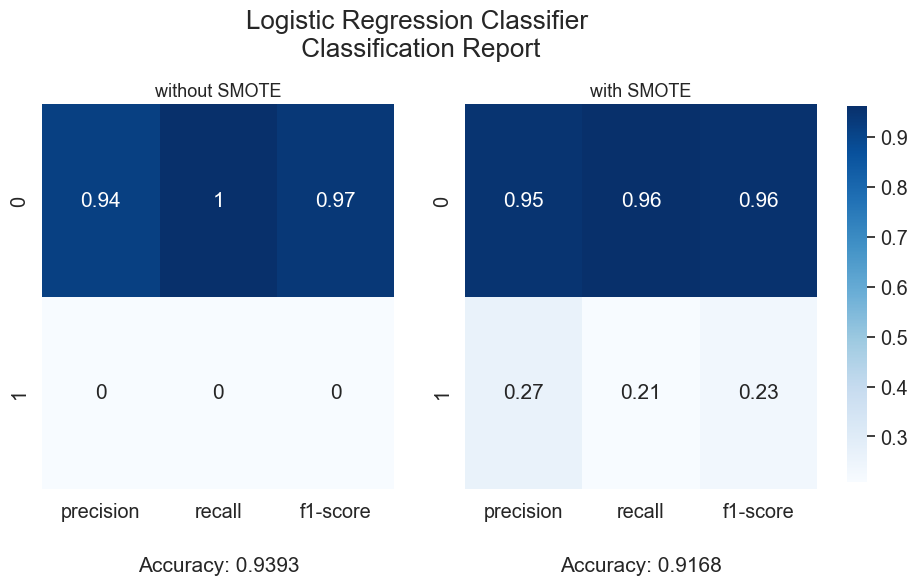 Logistic Regression Classifier
Classification Report
without SMOTE
0
0.94
1
0.97
1
0
0
0
precision
recall
f1-score
Accuracy: 0.9393
with SMOTE
0
0.95
0.96
0.96
1
0.27
0.21
0.23
precision
recall
f1-score
Accuracy: 0.9168
0.9
0.8
0.7
0.6
0.5
0.4
0.3